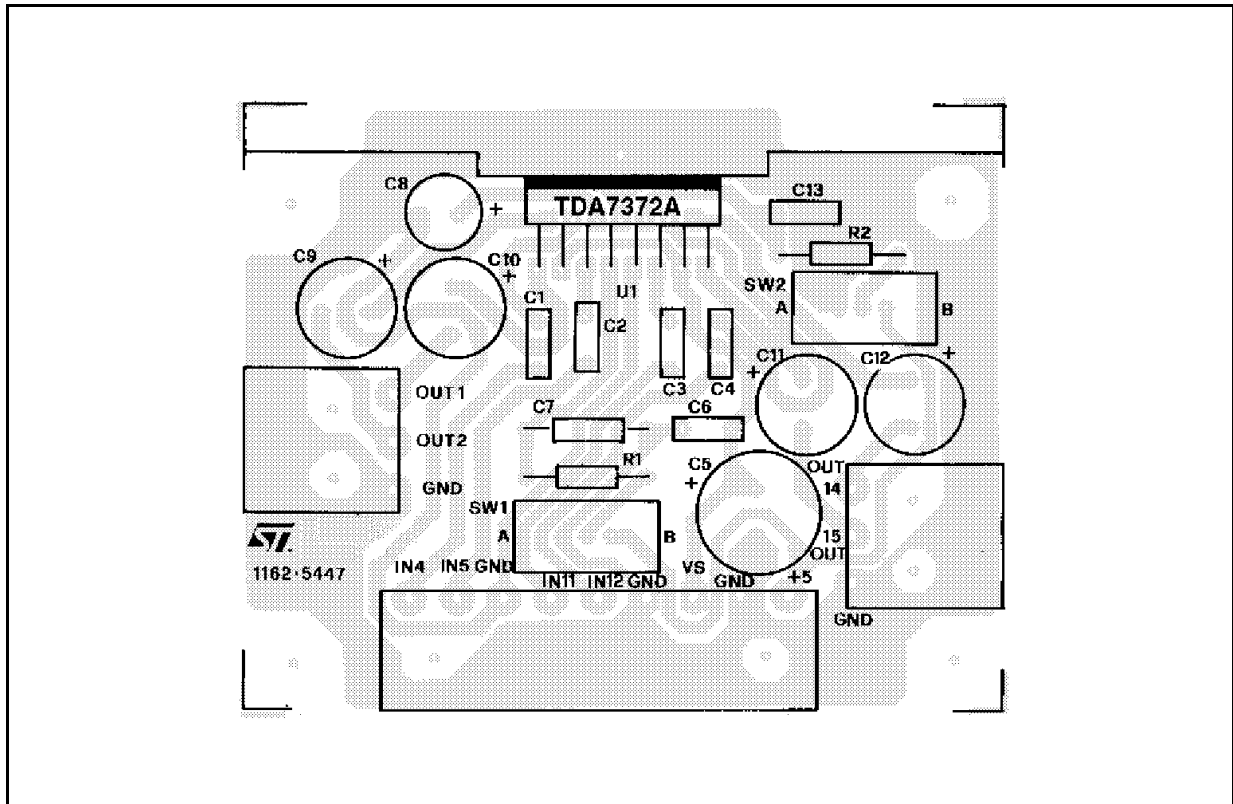 C8
+
TDA7372A
C13
R2
C9
+
C10
+
U1
SW2
A
B
C1
C2
C3
C4
C11
+
C12
+
OUT1
OUT2
GND
C7
C6
R1
C5
+
OUT
14
15
OUT
SW1
A
B
ST
1162-5447
IN4
IN5
GND
IN11
IN12
GND
VS
GND
+5
GND